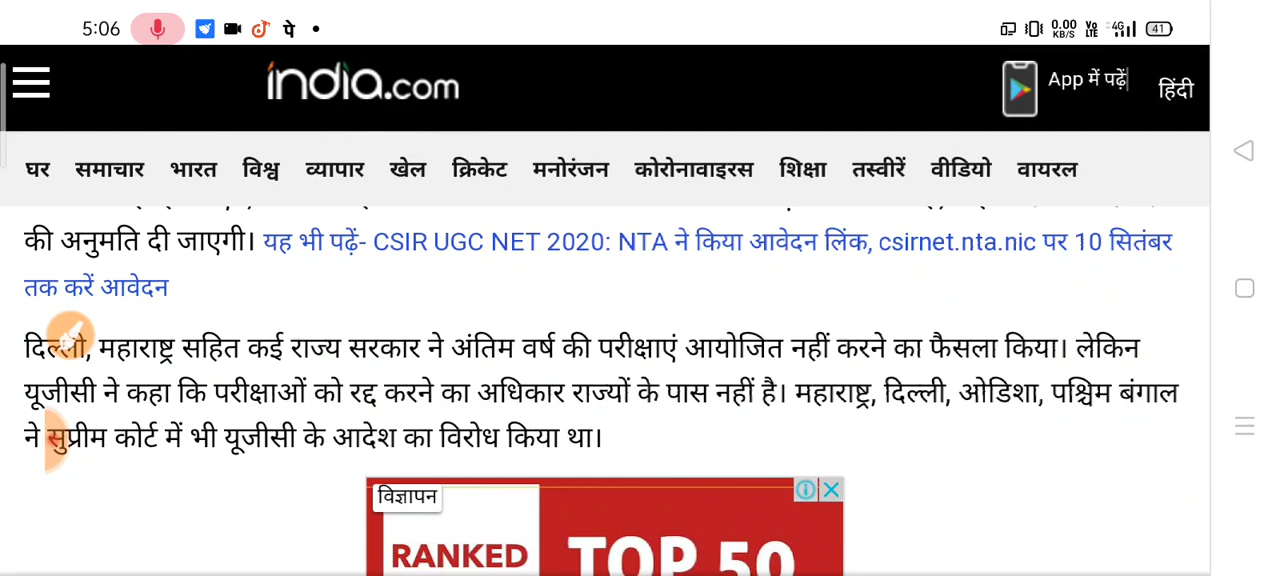 5:06 पे 0.00 KB/S Vo LTE 4G 41
india.com App में पढ़ें हिंदी
घर समाचार भारत विश्व व्यापार खेल क्रिकेट मनोरंजन कोरोनावाइरस शिक्षा तस्वीरें वीडियो वायरल
की अनुमति दी जाएगी। यह भी पढ़ें- CSIR UGC NET 2020: NTA ने किया आवेदन लिंक, csirnet.nta.nic पर 10 सितंबर
तक करें आवेदन
दिल्ली, महाराष्ट्र सहित कई राज्य सरकार ने अंतिम वर्ष की परीक्षाएं आयोजित नहीं करने का फैसला किया। लेकिन
यूजीसी ने कहा कि परीक्षाओं को रद्द करने का अधिकार राज्यों के पास नहीं है। महाराष्ट्र, दिल्ली, ओडिशा, पश्चिम बंगाल
ने सुप्रीम कोर्ट में भी यूजीसी के आदेश का विरोध किया था।
विज्ञापन
RANKED TOP 50